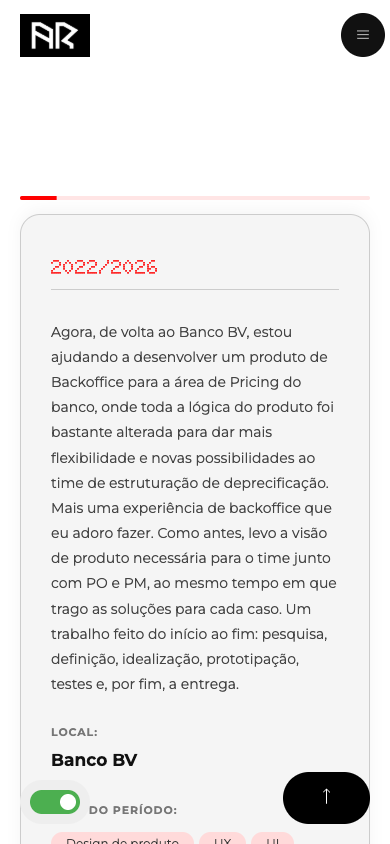 AR
2022/2026
Agora, de volta ao Banco BV, estou
ajudando a desenvolver um produto de
Backoffice para a área de Pricing do
banco, onde toda a lógica do produto foi
bastante alterada para dar mais
flexibilidade e novas possibilidades ao
time de estruturação de deprecificação.
Mais uma experiência de backoffice que
eu adoro fazer. Como antes, levo a visão
de produto necessária para o time junto
com PO e PM, ao mesmo tempo em que
trago as soluções para cada caso. Um
trabalho feito do início ao fim: pesquisa,
definição, idealização, prototipação,
testes e, por fim, a entrega.
LOCAL:
Banco BV
DO PERÍODO:
Design de produto UX UI